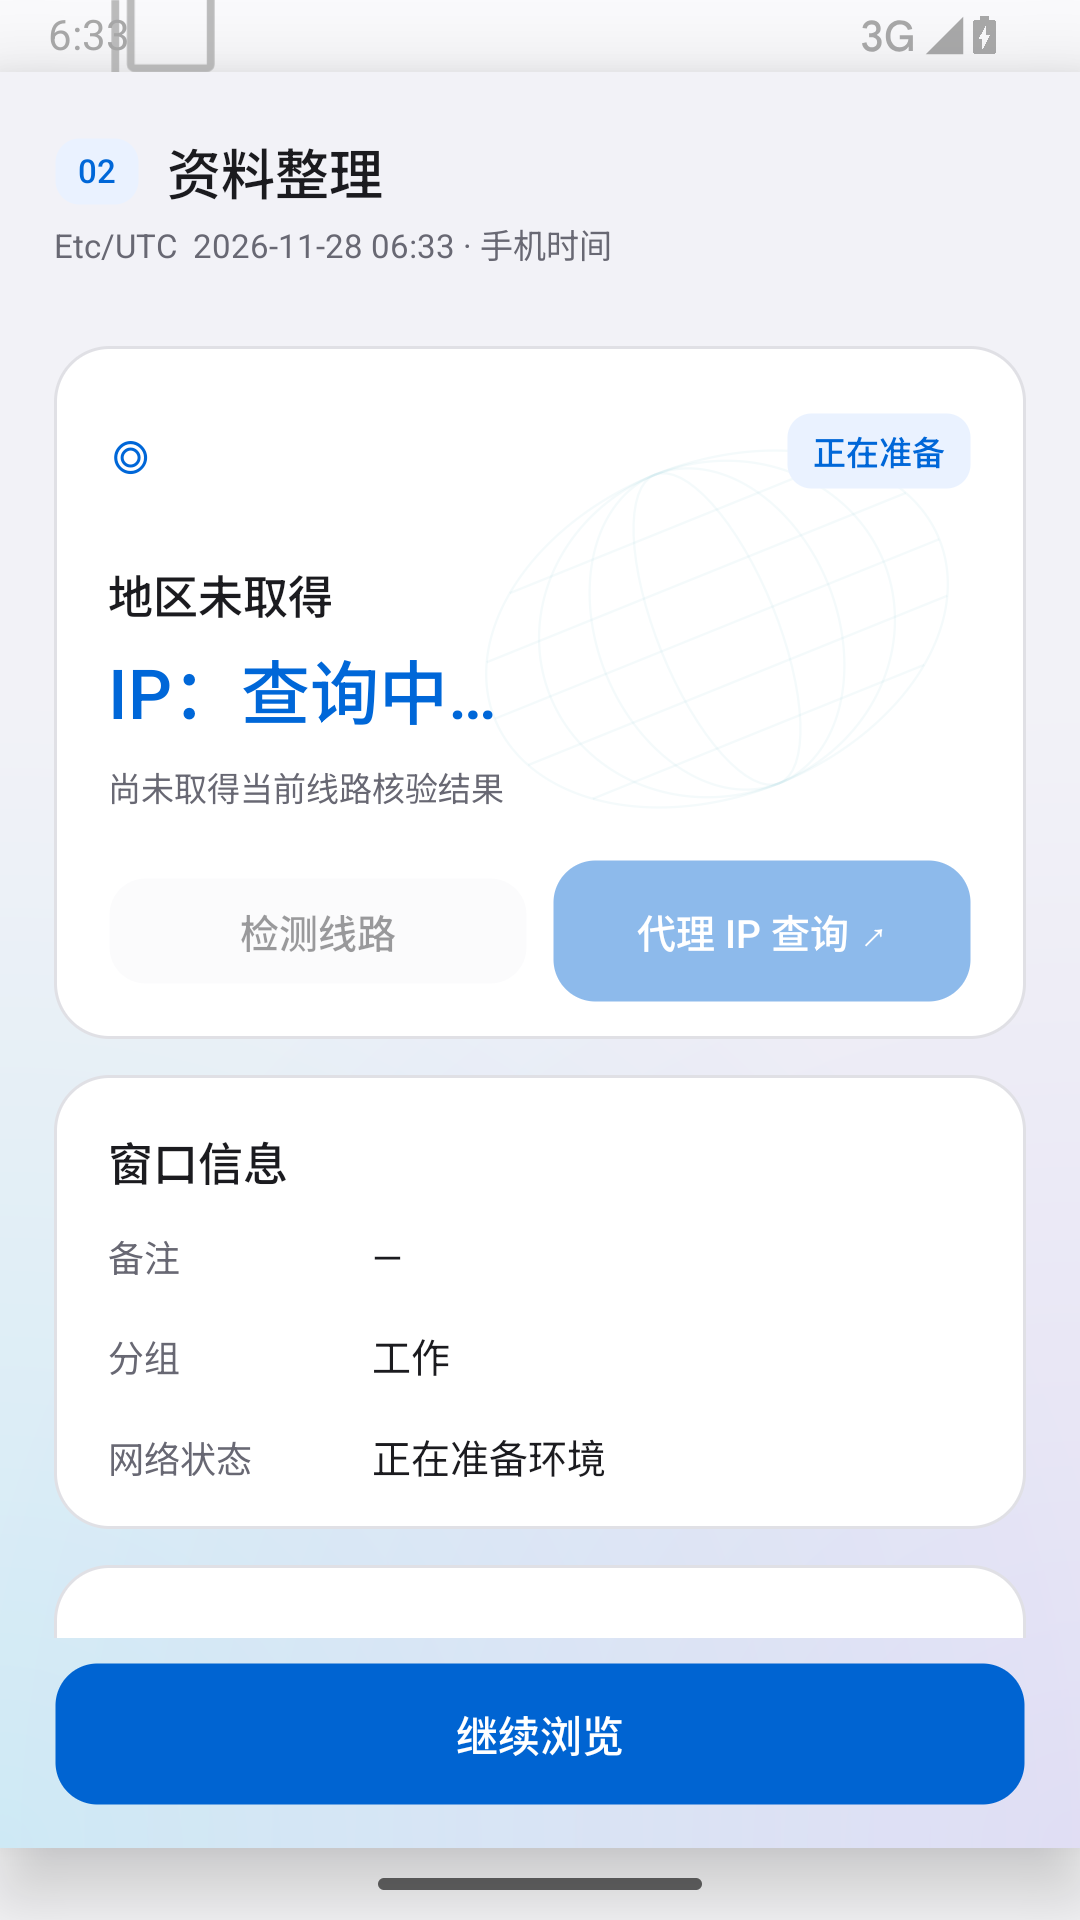 6:33
3G
02 资料整理
Etc/UTC 2026-11-28 06:33 · 手机时间
正在准备
地区未取得
IP：查询中...
尚未取得当前线路核验结果
检测线路
代理 IP 查询 ↗
窗口信息
备注 —
分组 工作
网络状态 正在准备环境
继续浏览